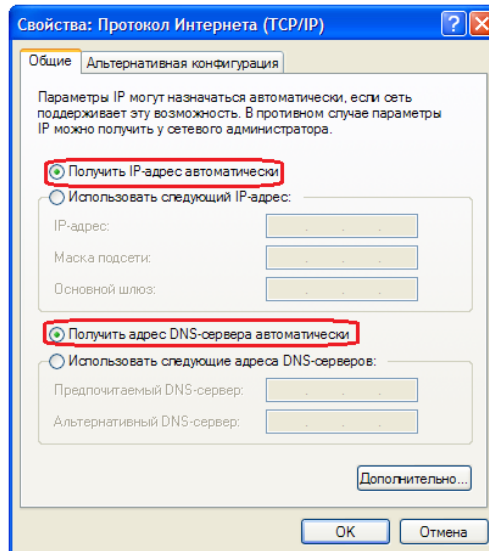 Свойства: Протокол Интернета (TCP/IP)
Общие
Альтернативная конфигурация
Параметры IP могут назначаться автоматически, если сеть
поддерживает эту возможность. В противном случае параметры
IP можно получить у сетевого администратора.
Получить IP-адрес автоматически
Использовать следующий IP-адрес:
IP-адрес:
Маска подсети:
Основной шлюз:
Получить адрес DNS-сервера автоматически
Использовать следующие адреса DNS-серверов:
Предпочитаемый DNS-сервер:
Альтернативный DNS-сервер:
Дополнительно...
OK
Отмена